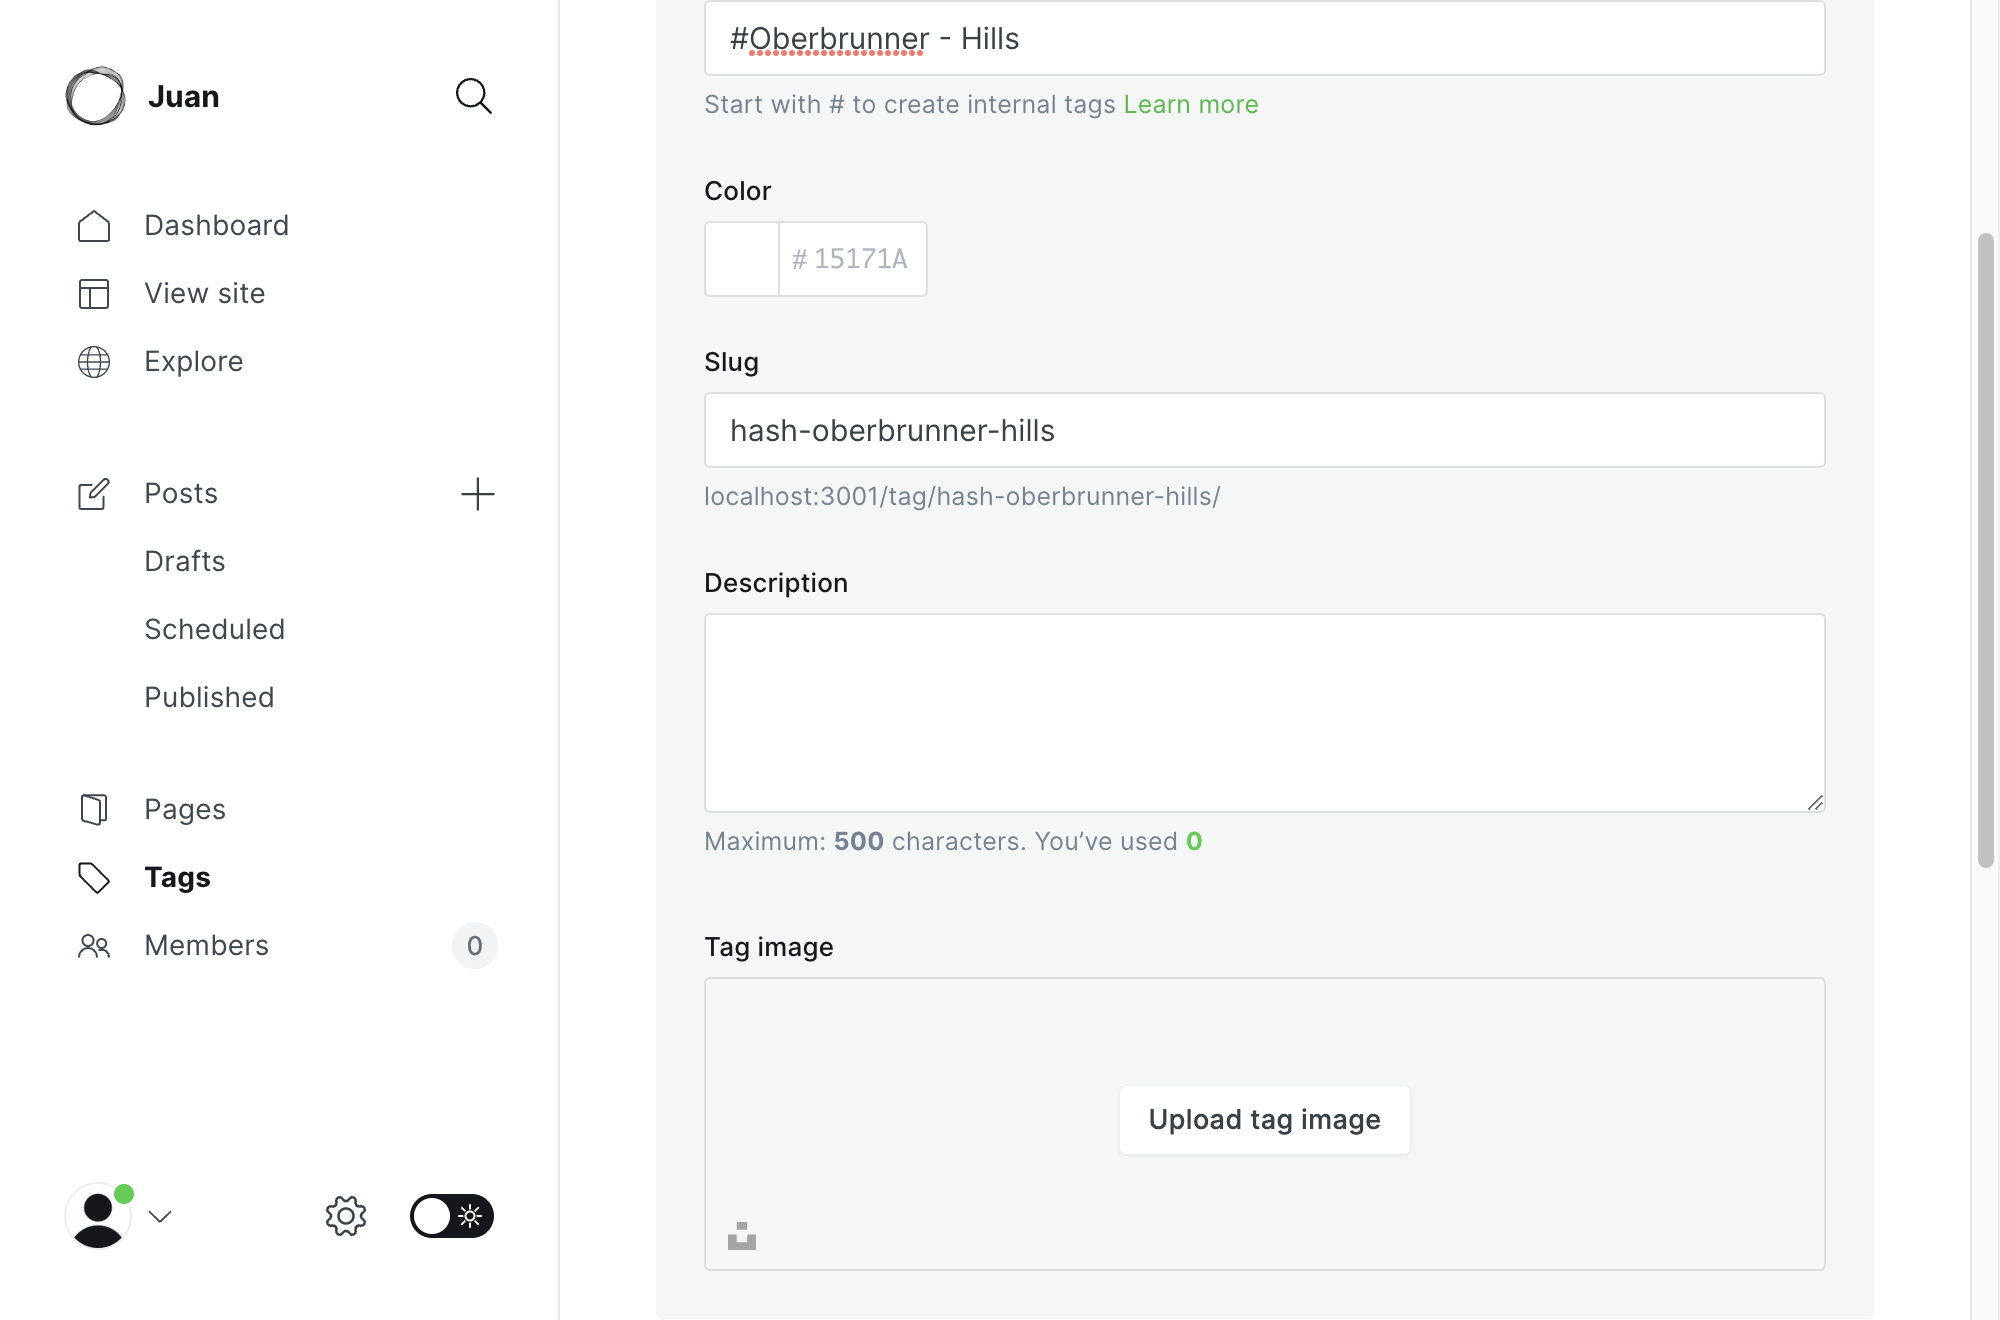 Juan
Dashboard
View site
Explore
Posts
Drafts
Scheduled
Published
Pages
Tags
Members 0
#Oberbrunner - Hills
Start with # to create internal tags Learn more
Color
# 15171A
Slug
hash-oberbrunner-hills
localhost:3001/tag/hash-oberbrunner-hills/
Description
Maximum: 500 characters. You’ve used 0
Tag image
Upload tag image